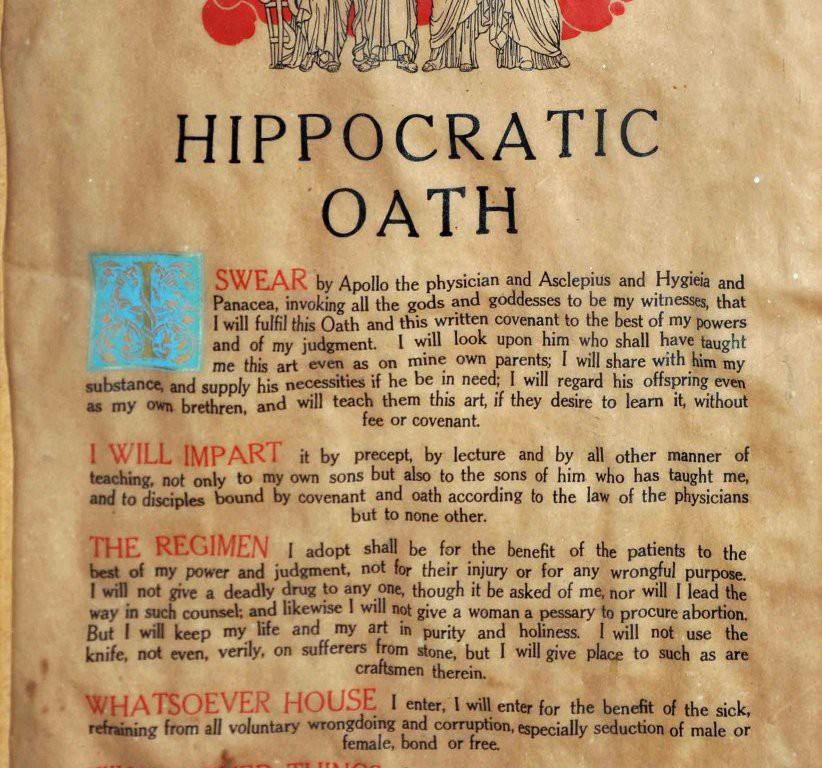 HIPPOCRATIC
OATH
I SWEAR by Apollo the physician and Asclepius and Hygieia and
Panacea, invoking all the gods and goddesses to be my witnesses, that
I will fulfil this Oath and this written covenant to the best of my powers
and of my judgment. I will look upon him who shall have taught
me this art even as on mine own parents; I will share with him my
substance, and supply his necessities if he be in need; I will regard his offspring even
as my own brethren, and will teach them this art, if they desire to learn it, without
fee or covenant.
I WILL IMPART it by precept, by lecture and by all other manner of
teaching, not only to my own sons but also to the sons of him who has taught me,
and to disciples bound by covenant and oath according to the law of the physicians
but to none other.
THE REGIMEN I adopt shall be for the benefit of the patients to the
best of my power and judgment, not for their injury or for any wrongful purpose.
I will not give a deadly drug to any one, though it be asked of me, nor will I lead the
way in such counsel; and likewise I will not give a woman a pessary to procure abortion.
But I will keep my life and my art in purity and holiness. I will not use the
knife, not even, verily, on sufferers from stone, but I will give place to such as are
craftsmen therein.
WHATSOEVER HOUSE I enter, I will enter for the benefit of the sick,
refraining from all voluntary wrongdoing and corruption, especially seduction of male or
female, bond or free.
THINGS